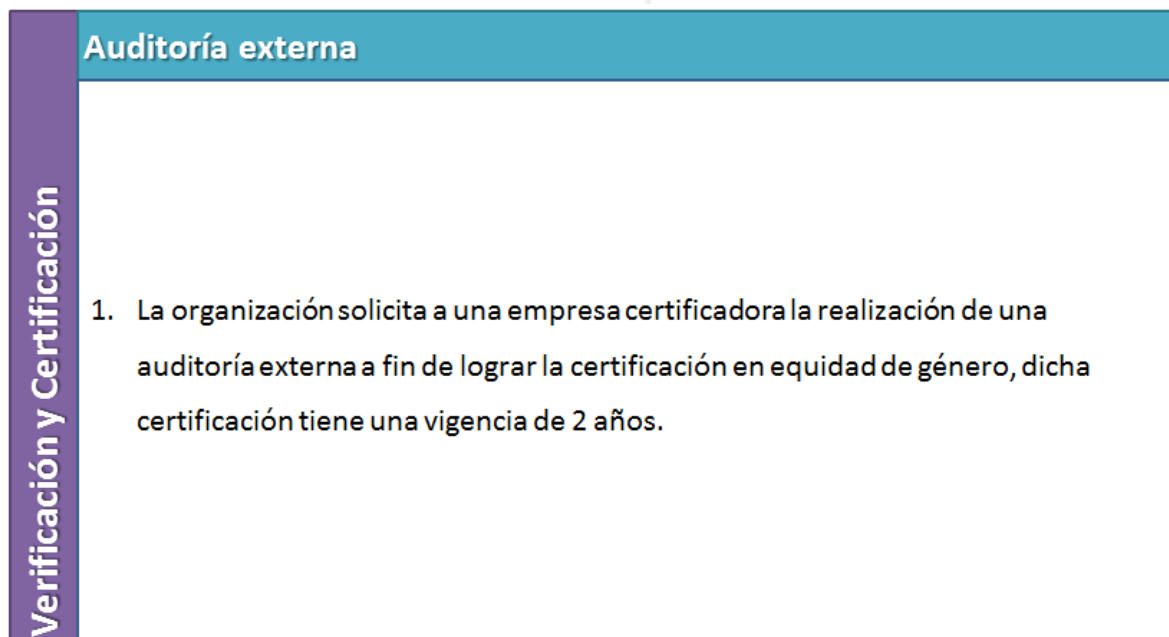 Auditoría externa
Verificación y Certificación
1. La organización solicita a una empresa certificadora la realización de una
auditoría externa a fin de lograr la certificación en equidad de género, dicha
certificación tiene una vigencia de 2 años.